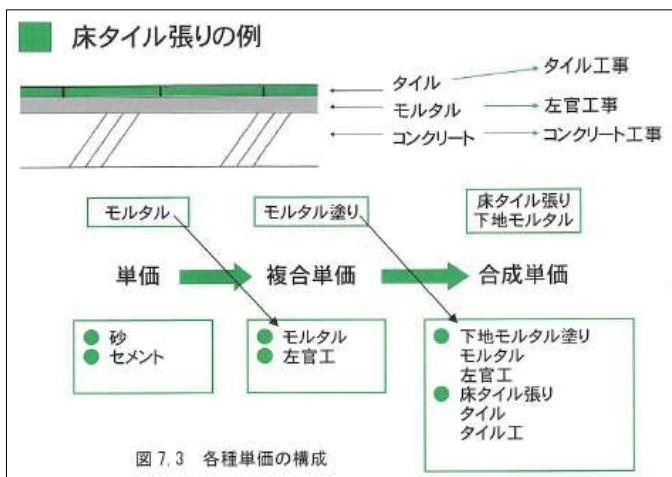 床タイル張りの例
タイル
タイル工事
モルタル
左官工事
コンクリート
コンクリート工事
モルタル
モルタル塗り
床タイル張り
下地モルタル
単価
複合単価
合成単価
砂
セメント
モルタル
左官工
下地モルタル塗り
モルタル
左官工
床タイル張り
タイル
タイル工
図7.3 各種単価の構成